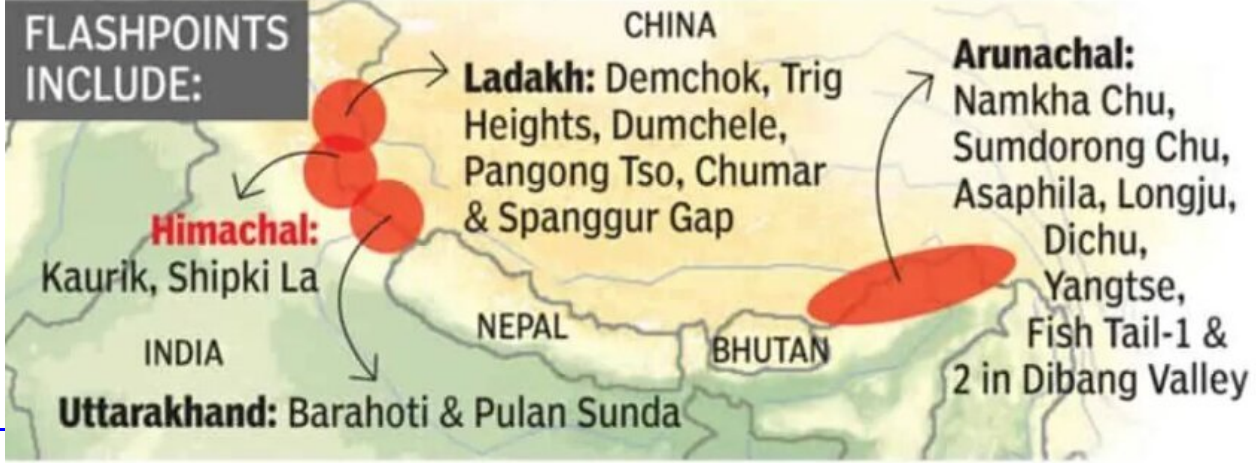 FLASHPOINTS
INCLUDE:
CHINA
Ladakh: Demchok, Trig
Heights, Dumchele,
Pangong Tso, Chumar
& Spanggur Gap
Arunachal:
Namkha Chu,
Sumdorong Chu,
Asaphila, Longju,
Dichu,
Yangtse,
Fish Tail-1 &
2 in Dibang Valley
Himachal:
Kaurik, Shipki La
INDIA
NEPAL
BHUTAN
Uttarakhand: Barahoti & Pulan Sunda